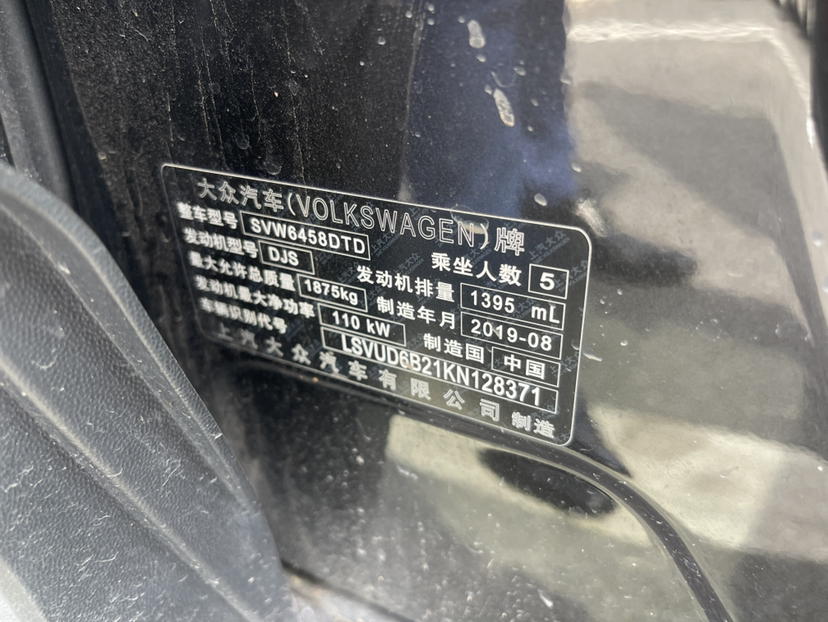 大众汽车(VOLKSWAGEN)牌
整车型号 SVW6458DTD 乘坐人数 5
发动机型号 DJS 发动机排量 1395 mL
最大允许总质量 1875kg 制造年月 2019-08
发动机最大净功率 110 kW 制造国 中国
车辆识别代号 LSVUD6B21KN128371
上汽大众汽车有限公司 制造